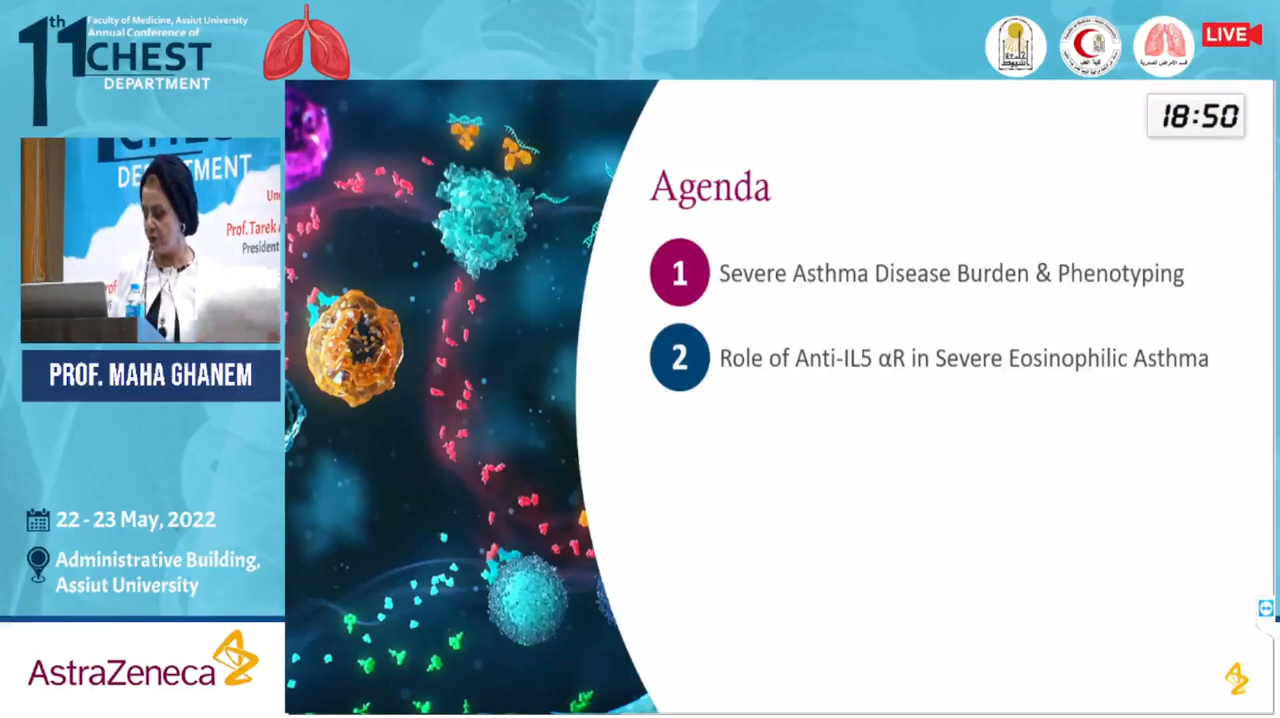 11th
Faculty of Medicine, Assiut University
Annual Conference of
CHEST
DEPARTMENT
LIVE
18:50
DEPARTMENT
Prof. Tarek
President
PROF. MAHA GHANEM
Agenda
1 Severe Asthma Disease Burden & Phenotyping
2 Role of Anti-IL5 αR in Severe Eosinophilic Asthma
22 - 23 May, 2022
Administrative Building,
Assiut University
AstraZeneca